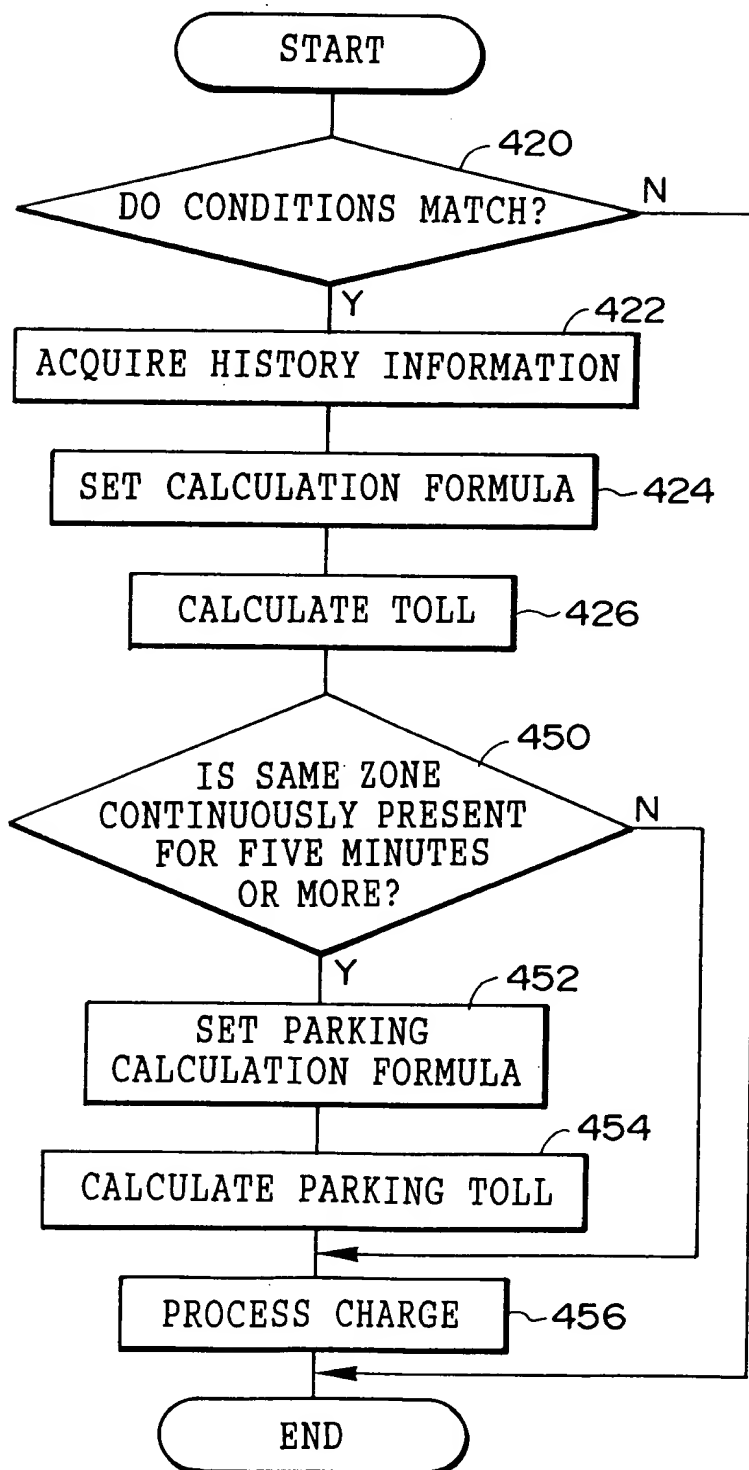 START
420
DO CONDITIONS MATCH?
N
Y
422
ACQUIRE HISTORY INFORMATION
SET CALCULATION FORMULA
424
CALCULATE TOLL
426
450
IS SAME ZONE
CONTINUOUSLY PRESENT
FOR FIVE MINUTES
OR MORE?
N
Y
452
SET PARKING
CALCULATION FORMULA
454
CALCULATE PARKING TOLL
PROCESS CHARGE
456
END